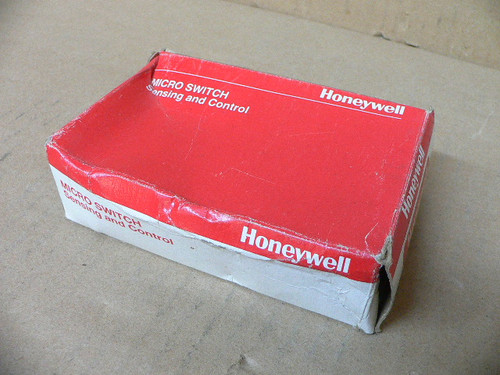 MICRO SWITCH
Sensing and Control
Honeywell
MICRO SWITCH
Sensing and Control
Honeywell
Honeywell